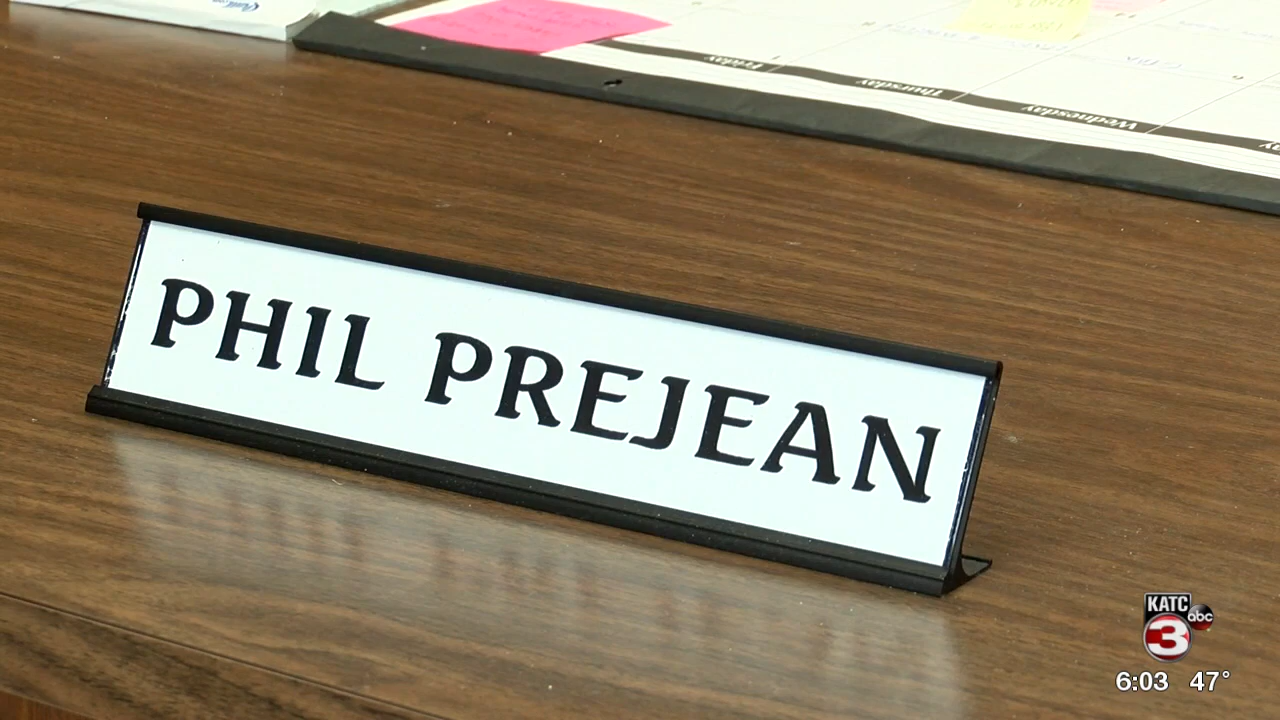 Friday
Thursday
Wednesday
PHIL PREJEAN
KATC
abc
3
6:03 47°